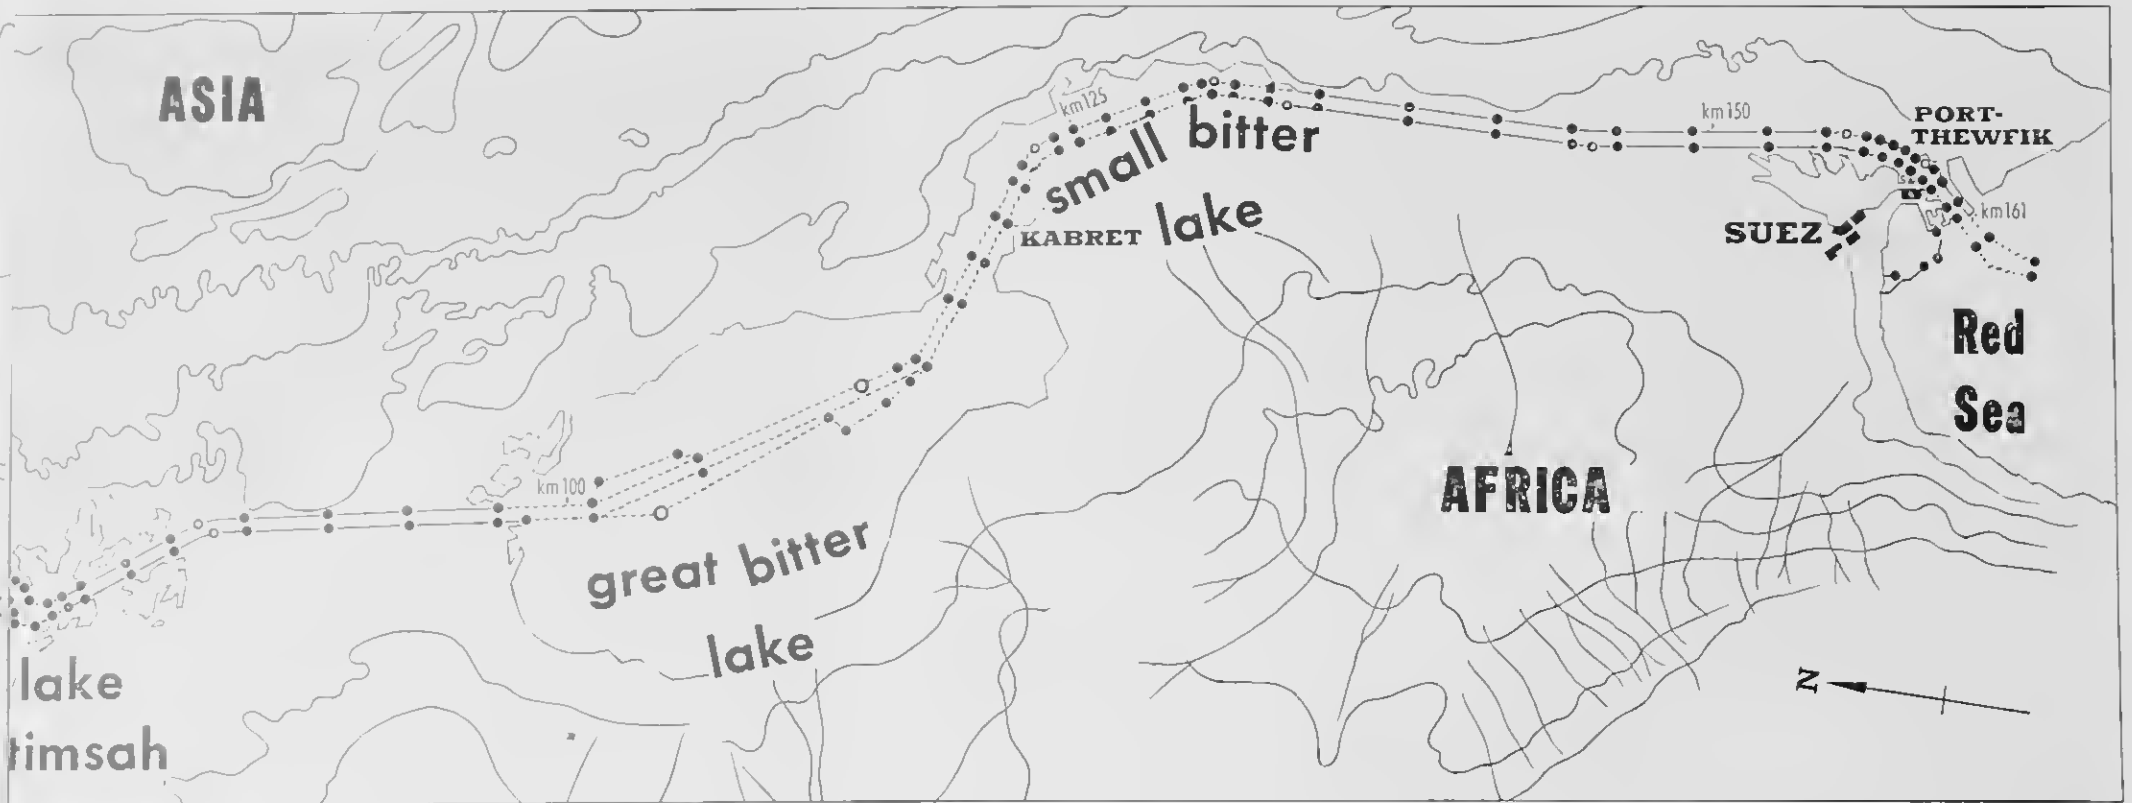 ASIA
km125
small bitter
lake
KABRET
km150
PORT-
THEWFIK
km161
SUEZ
Red
Sea
AFRICA
km100
great bitter
lake
lake
timsah
N